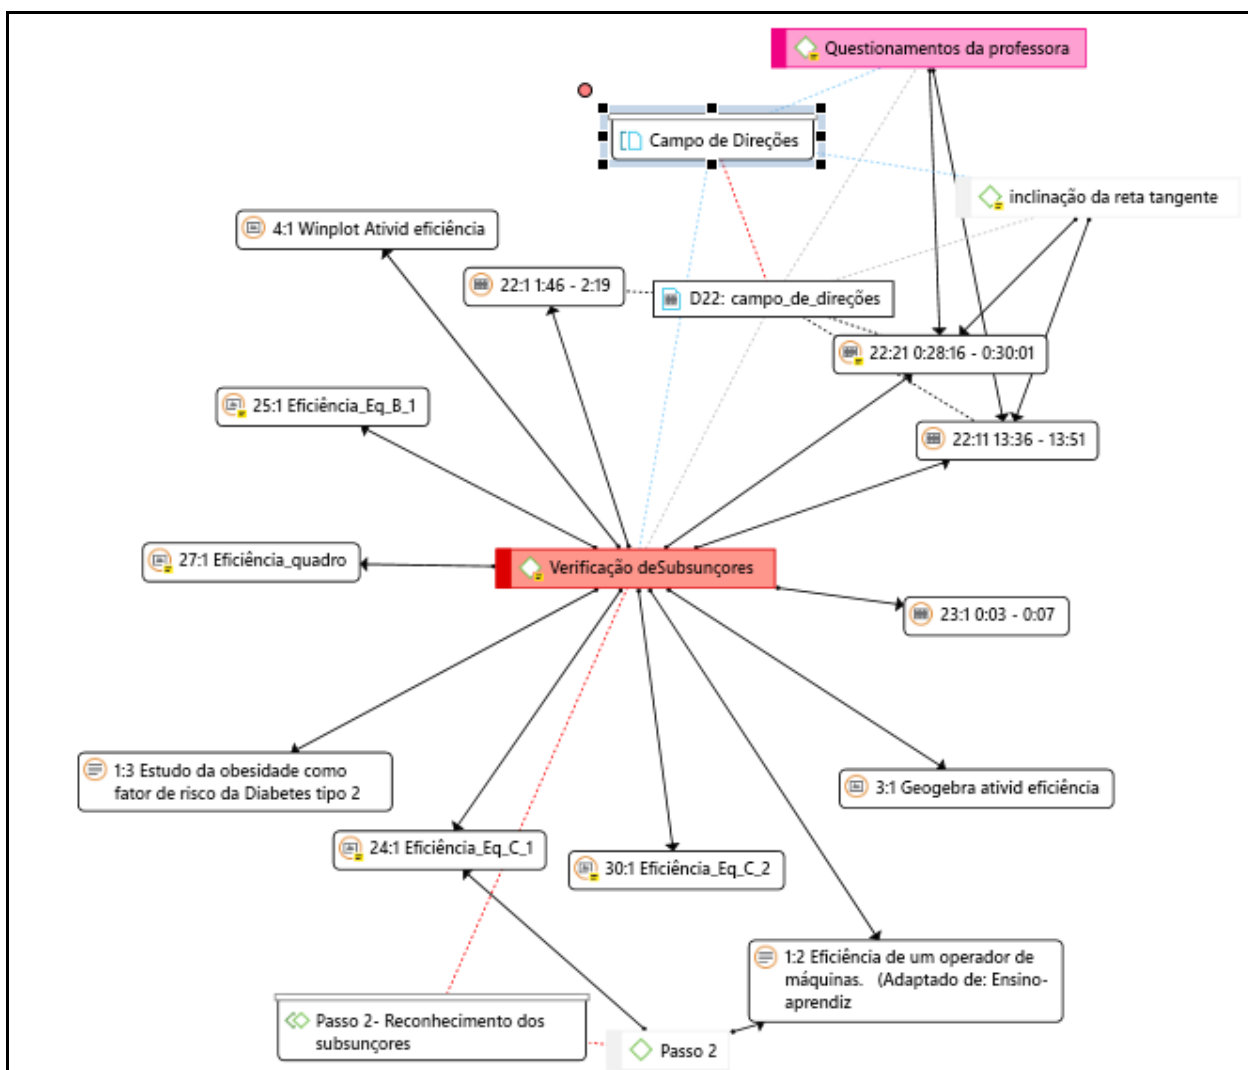 Questionamentos da professora
Campo de Direções
inclinação da reta tangente
4:1 Winplot Ativid eficiência
22:1 1:46 - 2:19
D22: campo_de_direções
22:21 0:28:16 - 0:30:01
25:1 Eficiência_Eq_B_1
22:11 13:36 - 13:51
27:1 Eficiência_quadro
Verificação deSubsunçores
23:1 0:03 - 0:07
1:3 Estudo da obesidade como
fator de risco da Diabetes tipo 2
3:1 Geogebra ativid eficiência
24:1 Eficiência_Eq_C_1
30:1 Eficiência_Eq_C_2
1:2 Eficiência de um operador de
máquinas. (Adaptado de: Ensino-
aprendiz
Passo 2- Reconhecimento dos
subsunçores
Passo 2